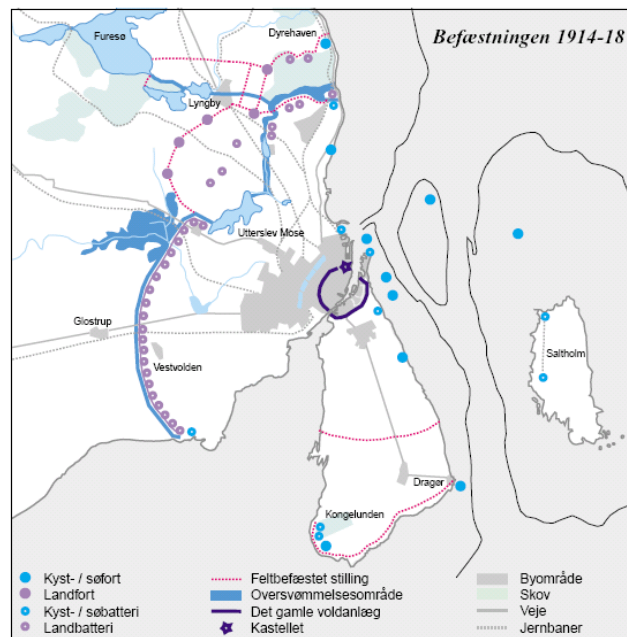 Befæstningen 1914-18
Furesø
Dyrehaven
Lyngby
Utterslev Mose
Glostrup
Vestvolden
Saltholm
Dragør
Kongelunden
Kyst- / søfort
Landfort
Kyst- / søbatteri
Landbatteri
Feltbefæstet stilling
Oversvømmelsesområde
Det gamle voldanlæg
Kastellet
Byområde
Skov
Veje
Jernbaner